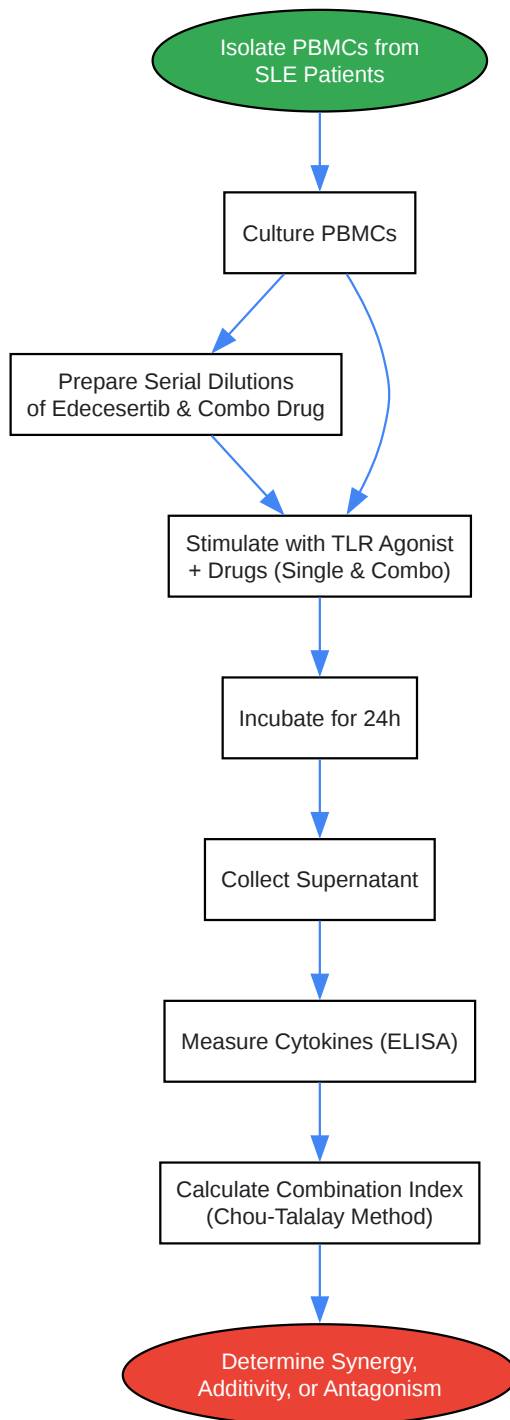 Isolate PBMCs from
SLE Patients
Culture PBMCs
Prepare Serial Dilutions
of Edecesertib & Combo Drug
Stimulate with TLR Agonist
+ Drugs (Single & Combo)
Incubate for 24h
Collect Supernatant
Measure Cytokines (ELISA)
Calculate Combination Index
(Chou-Talalay Method)
Determine Synergy,
Additivity, or Antagonism